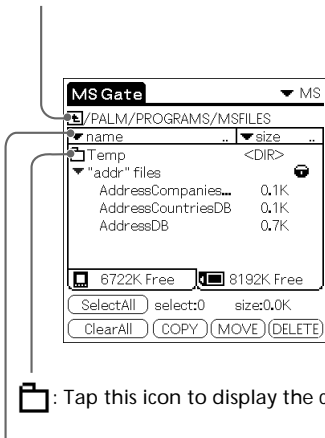 MS Gate MS
/PALM/PROGRAMS/MSFILES
name .. size ..
Temp <DIR>
"addr" files
AddressCompanies... 0.1K
AddressCountriesDB 0.1K
AddressDB 0.7K
6722K Free 8192K Free
SelectAll select:0 size:0.0K
ClearAll COPY MOVE DELETE
: Tap this icon to display the